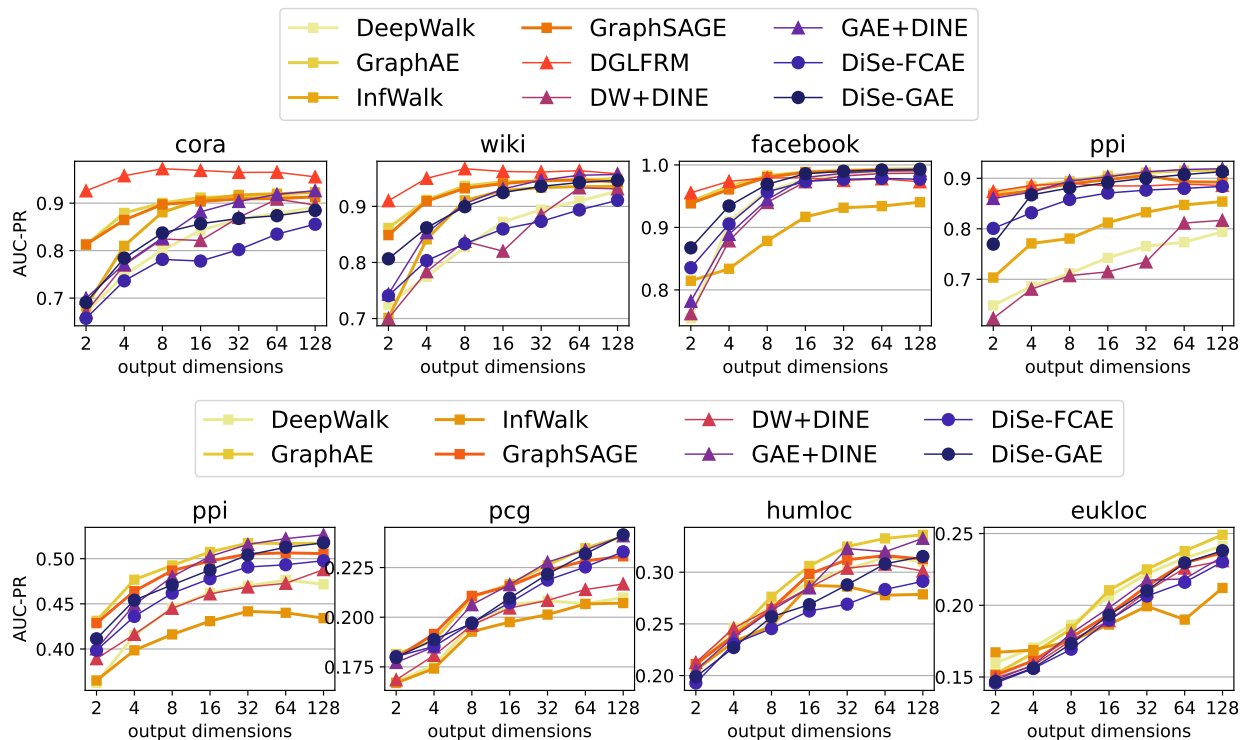 DeepWalk GraphSAGE GAE+DINE
GraphAE DGLFRM DiSe-FCAE
InfWalk DW+DINE DiSe-GAE
cora wiki facebook ppi
AUC-PR
0.9
0.8
0.7
2 4 8 16 32 64 128
output dimensions
0.9
0.8
0.7
2 4 8 16 32 64 128
output dimensions
1.0
0.9
0.8
2 4 8 16 32 64 128
output dimensions
0.9
0.7
2 4 8 16 32 64 128
output dimensions
DeepWalk InfWalk DW+DINE DiSe-FCAE
GraphAE GraphSAGE GAE+DINE DiSe-GAE
ppi pcg humloc eukloc
AUC-PR
0.50
0.45
0.40
2 4 8 16 32 64 128
output dimensions
0.225
0.200
0.175
2 4 8 16 32 64 128
output dimensions
0.30
0.25
0.20
2 4 8 16 32 64 128
output dimensions
0.25
0.20
0.15
2 4 8 16 32 64 128
output dimensions